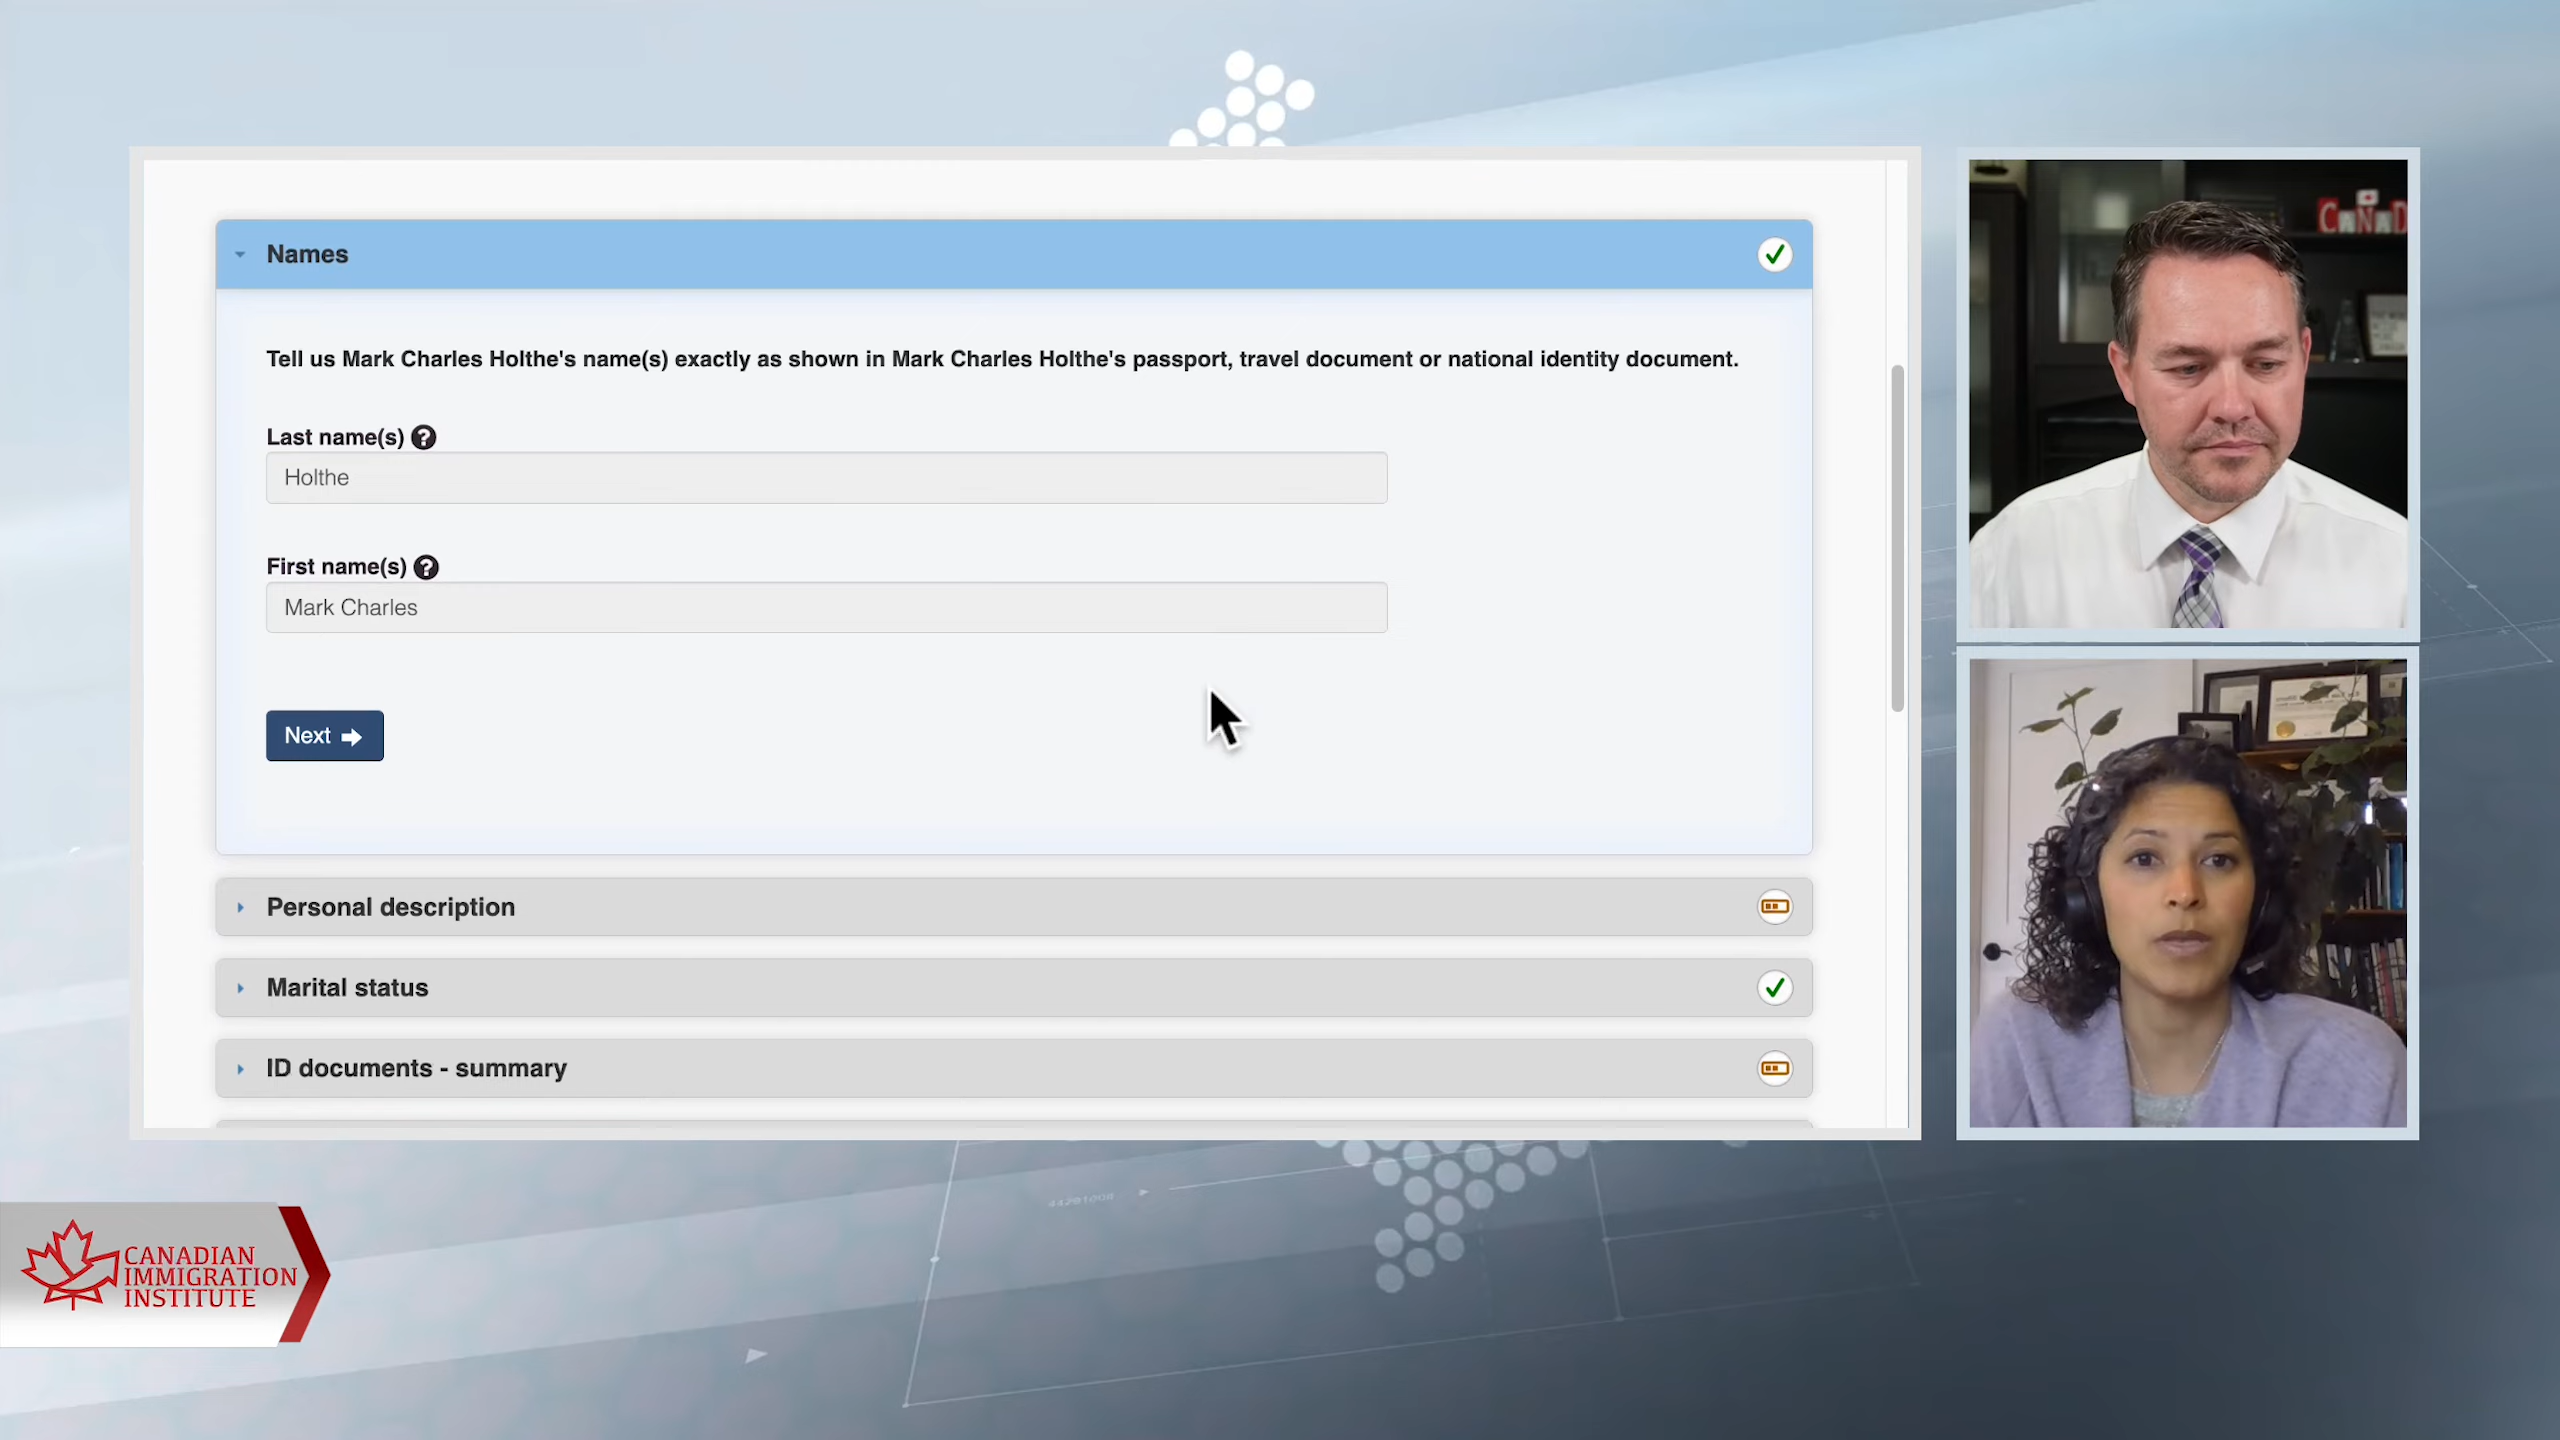 Names
Tell us Mark Charles Holthe's name(s) exactly as shown in Mark Charles Holthe's passport, travel document or national identity document.
Last name(s) ?
Holthe
First name(s) ?
Mark Charles
Next
Personal description
Marital status
ID documents - summary
CANAD
44281008
CANADIAN
IMMIGRATION
INSTITUTE